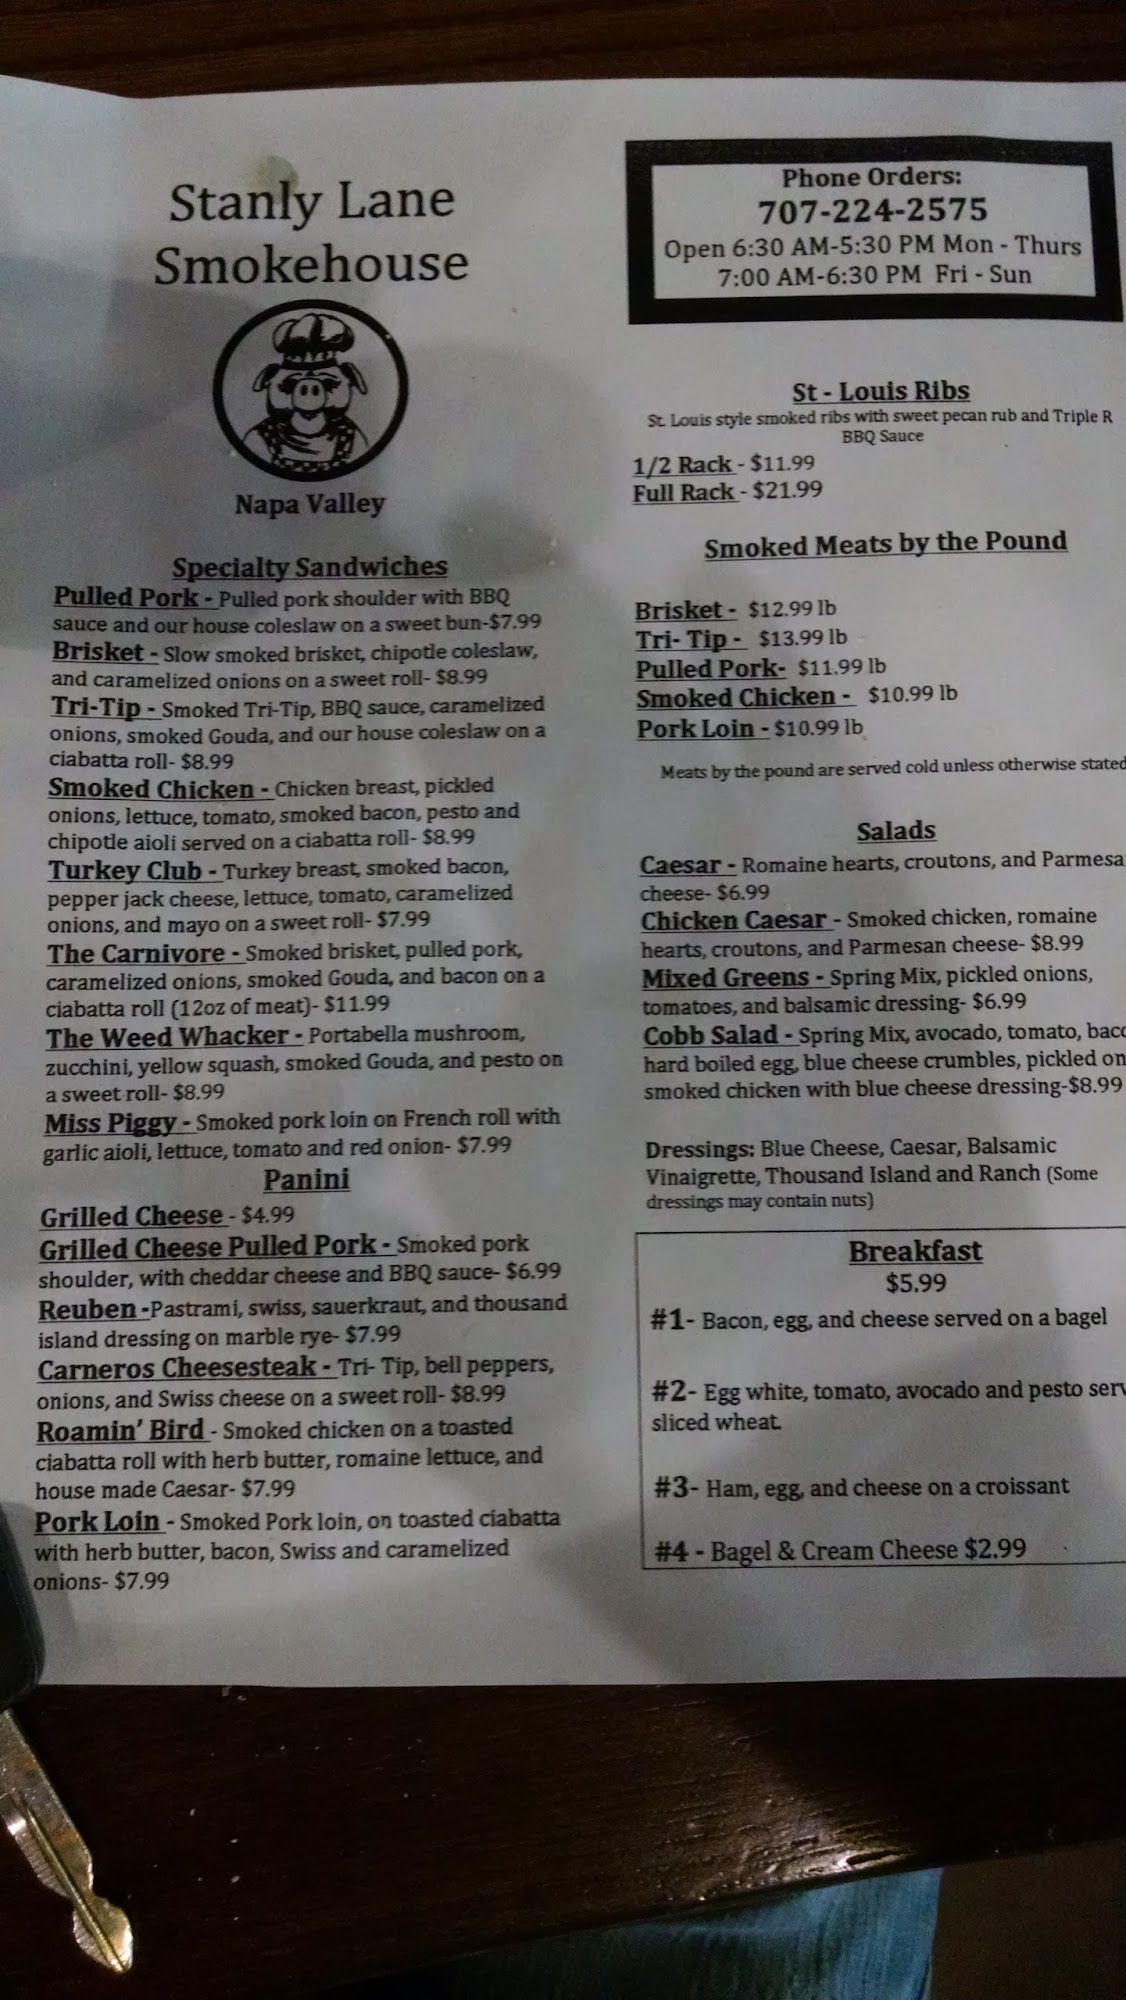 Stanly Lane
Smokehouse
Napa Valley
Specialty Sandwiches
Pulled Pork - Pulled pork shoulder with BBQ
sauce and our house coleslaw on a sweet bun-$7.99
Brisket - Slow smoked brisket, chipotle coleslaw,
and caramelized onions on a sweet roll- $8.99
Tri-Tip - Smoked Tri-Tip, BBQ sauce, caramelized
onions, smoked Gouda, and our house coleslaw on a
ciabatta roll- $8.99
Smoked Chicken - Chicken breast, pickled
onions, lettuce, tomato, smoked bacon, pesto and
chipotle aioli served on a ciabatta roll- $8.99
Turkey Club - Turkey breast, smoked bacon,
pepper jack cheese, lettuce, tomato, caramelized
onions, and mayo on a sweet roll- $7.99
The Carnivore - Smoked brisket, pulled pork,
caramelized onions, smoked Gouda, and bacon on a
ciabatta roll (12oz of meat)- $11.99
The Weed Whacker - Portabella mushroom,
zucchini, yellow squash, smoked Gouda, and pesto on
a sweet roll- $8.99
Miss Piggy - Smoked pork loin on French roll with
garlic aioli, lettuce, tomato and red onion- $7.99
Panini
Grilled Cheese - $4.99
Grilled Cheese Pulled Pork - Smoked pork
shoulder, with cheddar cheese and BBQ sauce- $6.99
Reuben -Pastrami, swiss, sauerkraut, and thousand
island dressing on marble rye- $7.99
Carneros Cheesesteak - Tri- Tip, bell peppers,
onions, and Swiss cheese on a sweet roll- $8.99
Roamin' Bird - Smoked chicken on a toasted
ciabatta roll with herb butter, romaine lettuce, and
house made Caesar- $7.99
Pork Loin - Smoked Pork loin, on toasted ciabatta
with herb butter, bacon, Swiss and caramelized
onions- $7.99
Phone Orders:
707-224-2575
Open 6:30 AM-5:30 PM Mon - Thurs
7:00 AM-6:30 PM Fri - Sun
St - Louis Ribs
St. Louis style smoked ribs with sweet pecan rub and Triple R
BBQ Sauce
1/2 Rack - $11.99
Full Rack - $21.99
Smoked Meats by the Pound
Brisket - $12.99 lb
Tri- Tip - $13.99 lb
Pulled Pork- $11.99 lb
Smoked Chicken - $10.99 lb
Pork Loin - $10.99 lb
Meats by the pound are served cold unless otherwise stated
Salads
Caesar - Romaine hearts, croutons, and Parmesa
cheese- $6.99
Chicken Caesar - Smoked chicken, romaine
hearts, croutons, and Parmesan cheese- $8.99
Mixed Greens - Spring Mix, pickled onions,
tomatoes, and balsamic dressing- $6.99
Cobb Salad - Spring Mix, avocado, tomato, baco
hard boiled egg, blue cheese crumbles, pickled on
smoked chicken with blue cheese dressing-$8.99
Dressings: Blue Cheese, Caesar, Balsamic
Vinaigrette, Thousand Island and Ranch (Some
dressings may contain nuts)
Breakfast
$5.99
#1- Bacon, egg, and cheese served on a bagel
#2- Egg white, tomato, avocado and pesto serv
sliced wheat.
#3- Ham, egg, and cheese on a croissant
#4 - Bagel & Cream Cheese $2.99